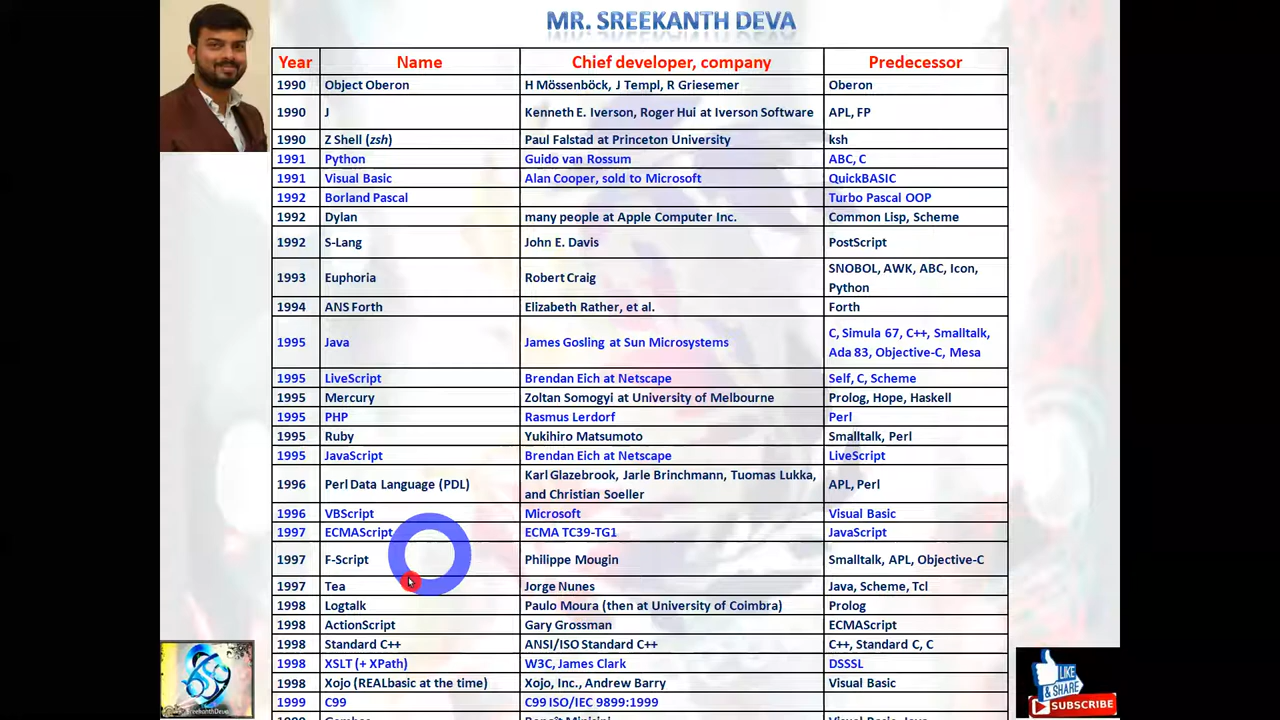 MR. SREEKANTH DEVA
Year Name Chief developer, company Predecessor
1990 Object Oberon H Mössenböck, J Templ, R Griesemer Oberon
1990 J Kenneth E. Iverson, Roger Hui at Iverson Software APL, FP
1990 Z Shell (zsh) Paul Falstad at Princeton University ksh
1991 Python Guido van Rossum ABC, C
1991 Visual Basic Alan Cooper, sold to Microsoft QuickBASIC
1992 Borland Pascal Turbo Pascal OOP
1992 Dylan many people at Apple Computer Inc. Common Lisp, Scheme
1992 S-Lang John E. Davis PostScript
1993 Euphoria Robert Craig SNOBOL, AWK, ABC, Icon,
Python
1994 ANS Forth Elizabeth Rather, et al. Forth
1995 Java James Gosling at Sun Microsystems C, Simula 67, C++, Smalltalk,
Ada 83, Objective-C, Mesa
1995 LiveScript Brendan Eich at Netscape Self, C, Scheme
1995 Mercury Zoltan Somogyi at University of Melbourne Prolog, Hope, Haskell
1995 PHP Rasmus Lerdorf Perl
1995 Ruby Yukihiro Matsumoto Smalltalk, Perl
1995 JavaScript Brendan Eich at Netscape LiveScript
1996 Perl Data Language (PDL) Karl Glazebrook, Jarle Brinchmann, Tuomas Lukka,
and Christian Soeller APL, Perl
1996 VBScript Microsoft Visual Basic
1997 ECMAScript ECMA TC39-TG1 JavaScript
1997 F-Script Philippe Mougin Smalltalk, APL, Objective-C
1997 Tea Jorge Nunes Java, Scheme, Tcl
1998 Logtalk Paulo Moura (then at University of Coimbra) Prolog
1998 ActionScript Gary Grossman ECMAScript
1998 Standard C++ ANSI/ISO Standard C++ C++, Standard C, C
1998 XSLT (+ XPath) W3C, James Clark DSSSL
1998 Xojo (REALbasic at the time) Xojo, Inc., Andrew Barry Visual Basic
1999 C99 C99 ISO/IEC 9899:1999
LIKE
& SHARE
SUBSCRIBE